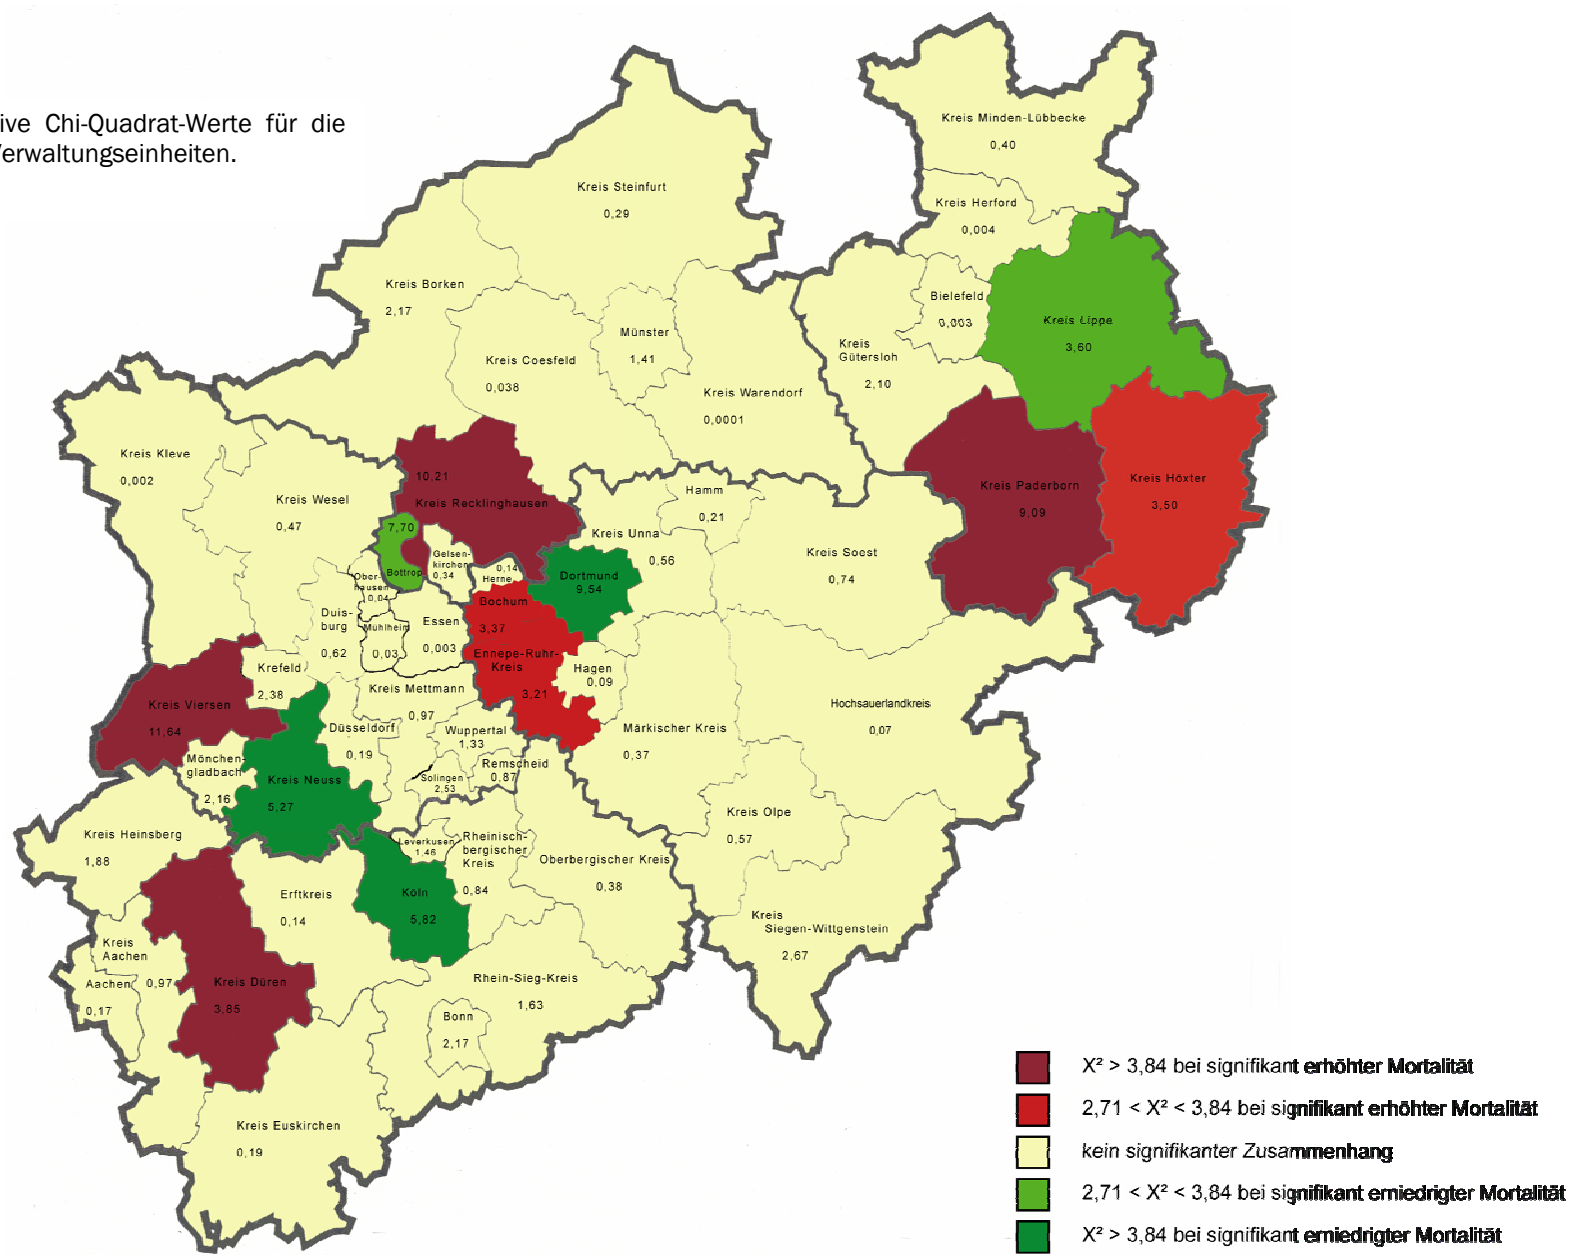 ive Chi-Quadrat-Werte für die
Verwaltungseinheiten.
Kreis Minden-Lübbecke
0,40
Kreis Steinfurt
0,29
Kreis Herford
0,004
Kreis Borken
2,17
Bielefeld
0,003
Kreis Lippe
3,60
Münster
1,41
Kreis
Gütersloh
2,10
Kreis Coesfeld
0,038
Kreis Warendorf
0,0001
Kreis Kleve
0,002
10,21
Kreis Recklinghausen
Kreis Wesel
0,47
Hamm
0,21
Kreis Paderborn
9,09
Kreis Höxter
3,50
7,70
Bottrop
Kreis Unna
0,56
Kreis Soest
0,74
Gelsen-
kirchen
0,34
0,14
Herne
Dortmund
9,54
Ober-
hausen
0,04
Bochum
3,37
Duis-
burg
0,62
Mühlheim
0,03
Essen
0,003
Ennepe-Ruhr-
Kreis
3,21
Hagen
0,09
Krefeld
2,38
Kreis Mettmann
0,97
Kreis Viersen
11,64
Düsseldorf
0,19
Wuppertal
1,33
Märkischer Kreis
0,37
Hochsauerlandkreis
0,07
Mönchen-
gladbach
2,16
Kreis Neuss
5,27
Solingen
2,53
Remscheid
0,87
Kreis Olpe
0,57
Kreis Heinsberg
1,88
Leverkusen
1,46
Rheinisch-
bergischer
Kreis
0,84
Oberbergischer Kreis
0,38
Erftkreis
0,14
Köln
5,82
Kreis
Siegen-Wittgenstein
2,67
Kreis
Aachen
0,97
Aachen
0,17
Kreis Düren
3,85
Rhein-Sieg-Kreis
1,63
Bonn
2,17
Kreis Euskirchen
0,19
X² > 3,84 bei signifikant erhöhter Mortalität
2,71 < X² < 3,84 bei signifikant erhöhter Mortalität
kein signifikanter Zusammenhang
2,71 < X² < 3,84 bei signifikant erniedrigter Mortalität
X² > 3,84 bei signifikant erniedrigter Mortalität